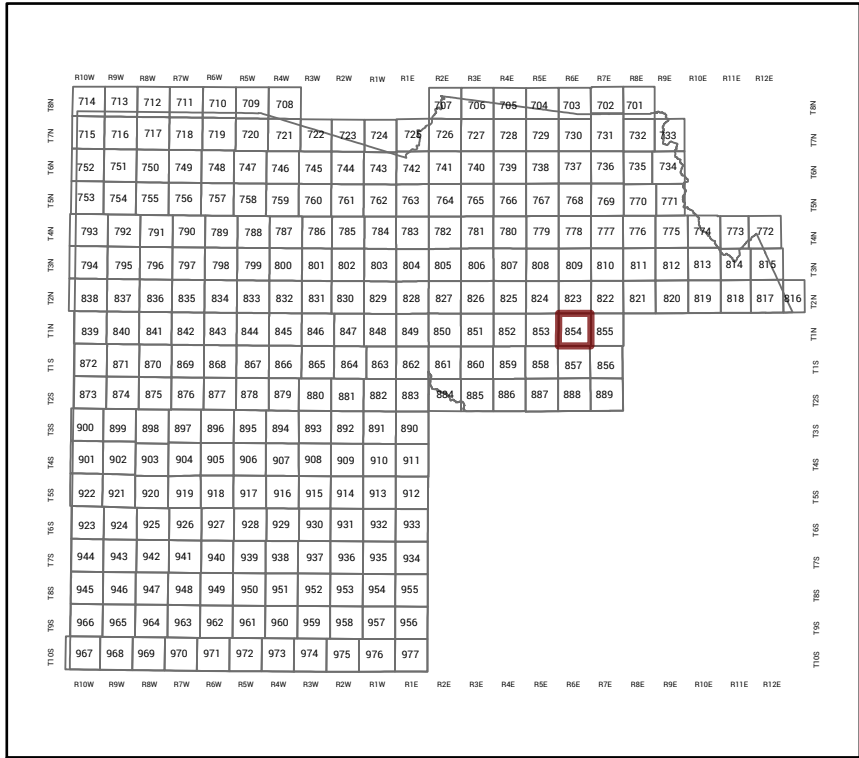 R10W R9W R8W R7W R6W R5W R4W R3W R2W R1W R1E R2E R3E R4E R5E R6E R7E R8E R9E R10E R11E R12E
T8N 714 713 712 711 710 709 708 707 706 705 704 703 702 701 T8N
T7N 715 716 717 718 719 720 721 722 723 724 725 726 727 728 729 730 731 732 733 T7N
T6N 752 751 750 749 748 747 746 745 744 743 742 741 740 739 738 737 736 735 734 T6N
T5N 753 754 755 756 757 758 759 760 761 762 763 764 765 766 767 768 769 770 771 T5N
T4N 793 792 791 790 789 788 787 786 785 784 783 782 781 780 779 778 777 776 775 774 773 772 T4N
T3N 794 795 796 797 798 799 800 801 802 803 804 805 806 807 808 809 810 811 812 813 814 815 T3N
T2N 838 837 836 835 834 833 832 831 830 829 828 827 826 825 824 823 822 821 820 819 818 817 816 T2N
T1N 839 840 841 842 843 844 845 846 847 848 849 850 851 852 853 854 855 T1N
T1S 872 871 870 869 868 867 866 865 864 863 862 861 860 859 858 857 856 T1S
T2S 873 874 875 876 877 878 879 880 881 882 883 884 885 886 887 888 889 T2S
T3S 900 899 898 897 896 895 894 893 892 891 890 T3S
T4S 901 902 903 904 905 906 907 908 909 910 911 T4S
T5S 922 921 920 919 918 917 916 915 914 913 912 T5S
T6S 923 924 925 926 927 928 929 930 931 932 933 T6S
T7S 944 943 942 941 940 939 938 937 936 935 934 T7S
T8S 945 946 947 948 949 950 951 952 953 954 955 T8S
T9S 966 965 964 963 962 961 960 959 958 957 956 T9S
T10S 967 968 969 970 971 972 973 974 975 976 977 T10S
R10W R9W R8W R7W R6W R5W R4W R3W R2W R1W R1E R2E R3E R4E R5E R6E R7E R8E R9E R10E R11E R12E